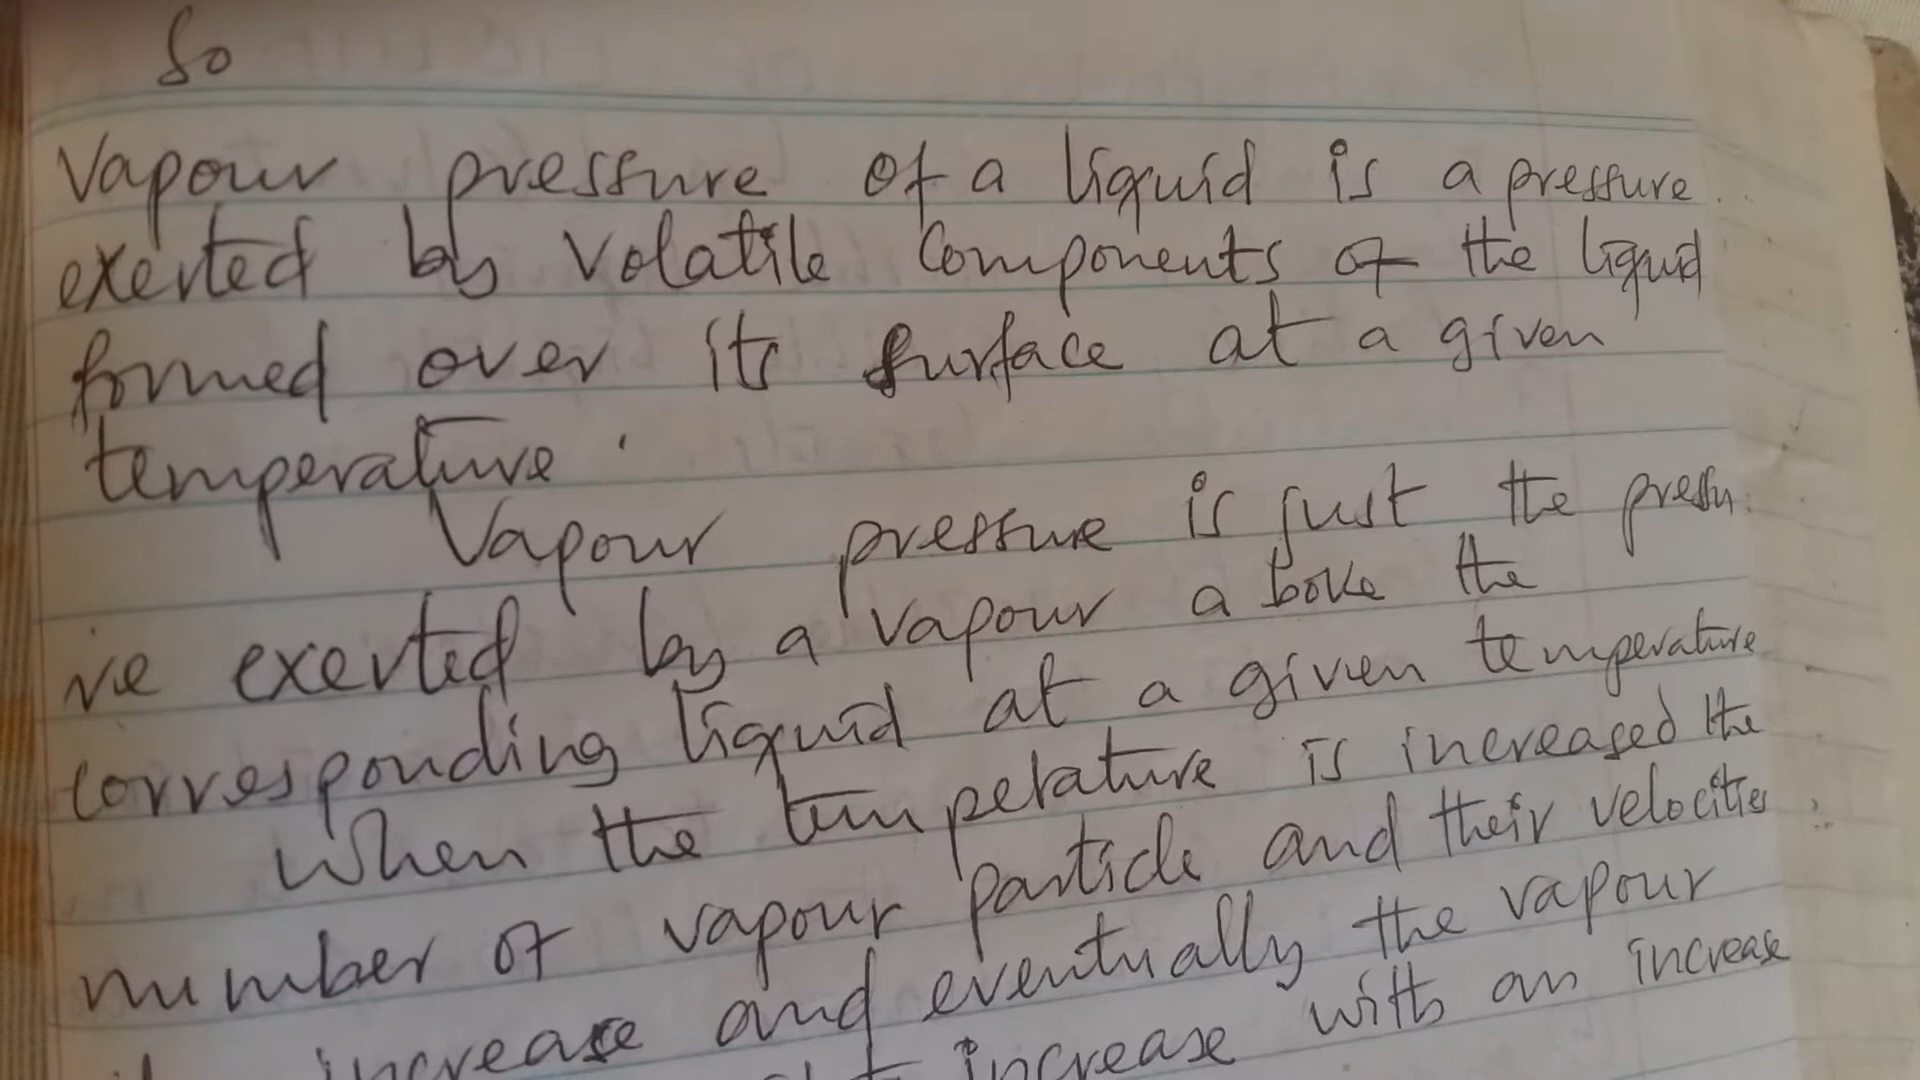 So
Vapour pressure of a liquid is a pressure
exerted by volatile components of the liquid
formed over its surface at a given
temperature.
Vapour pressure is just the pressu
re exerted by a vapour a bove the
corresponding liquid at a given temperature
When the temperature is increased the
number of vapour particle and their velocities
increase and eventually the vapour
increase with an increase